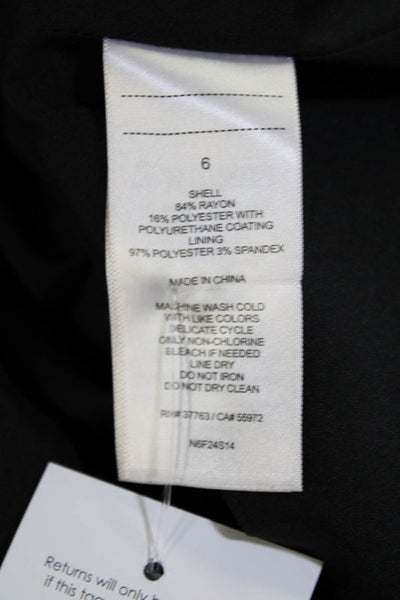 6
SHELL
84% RAYON
16% POLYESTER WITH
POLYURETHANE COATING
LINING
97% POLYESTER 3% SPANDEX
MADE IN CHINA
MACHINE WASH COLD
WITH LIKE COLORS
DELICATE CYCLE
ONLY NON-CHLORINE
BLEACH IF NEEDED
LINE DRY
DO NOT IRON
DO NOT DRY CLEAN
RN# 37763 / CA# 55972
N6F24S14
Returns will only
if this